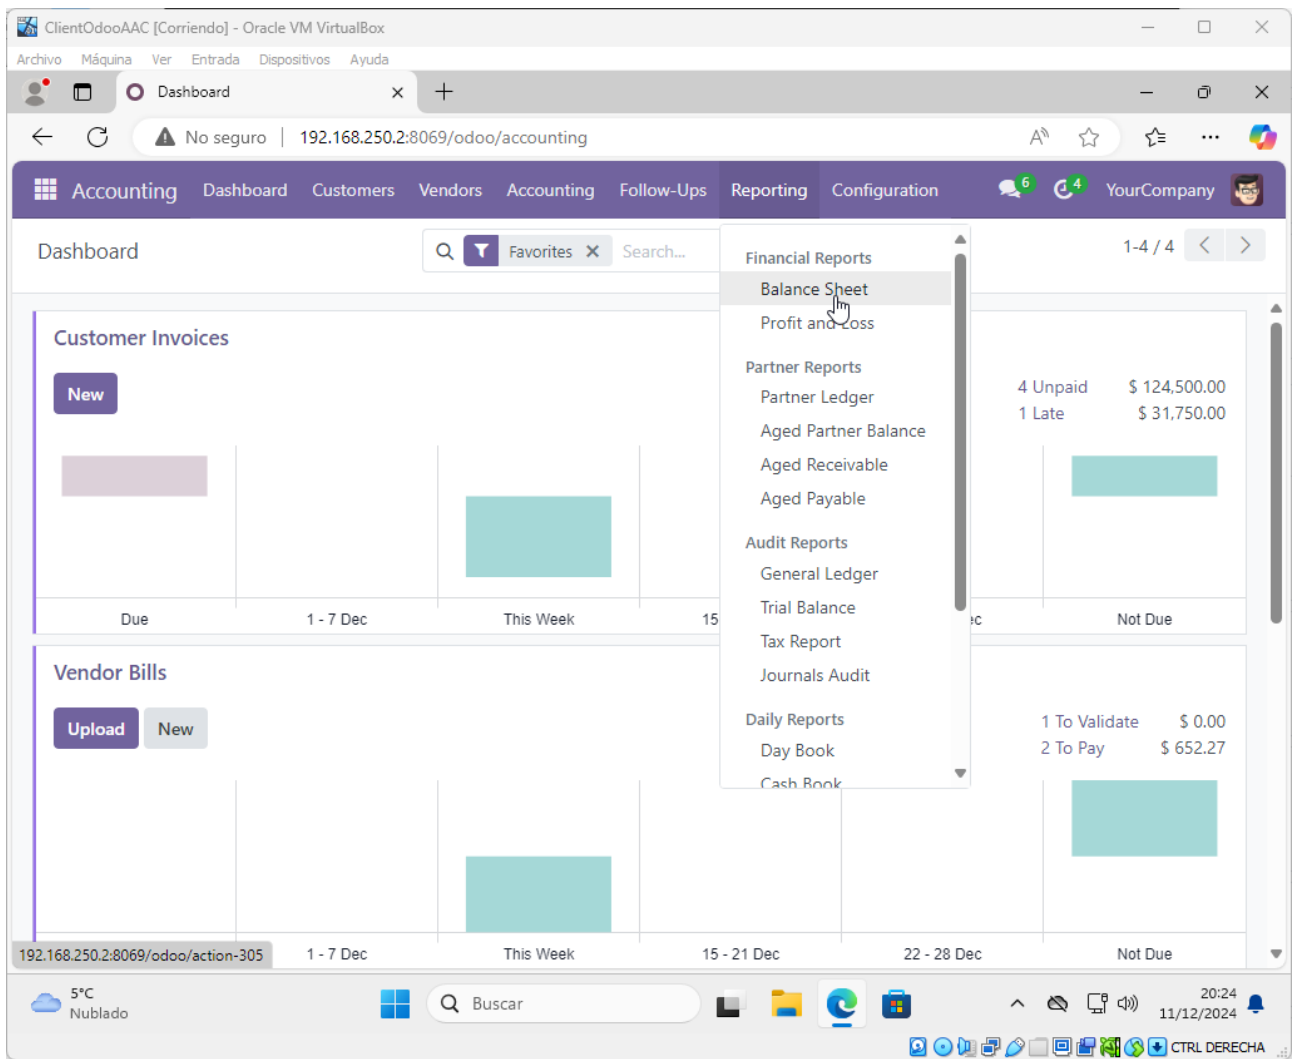 ClientOdooAAC [Corriendo] - Oracle VM VirtualBox
Archivo Máquina Ver Entrada Dispositivos Ayuda
Dashboard
No seguro 192.168.250.2:8069/odoo/accounting
Accounting Dashboard Customers Vendors Accounting Follow-Ups Reporting Configuration 6 4 YourCompany
Dashboard Favorites Search... 1-4 / 4
Financial Reports
Balance Sheet
Profit and Loss
Partner Reports
Partner Ledger
Aged Partner Balance
Aged Receivable
Aged Payable
Audit Reports
General Ledger
Trial Balance
Tax Report
Journals Audit
Daily Reports
Day Book
Cash Book
Customer Invoices
New
4 Unpaid $ 124,500.00
1 Late $ 31,750.00
Due 1 - 7 Dec This Week 15 Not Due
Vendor Bills
Upload New
1 To Validate $ 0.00
2 To Pay $ 652.27
192.168.250.2:8069/odoo/action-305 1 - 7 Dec This Week 15 - 21 Dec 22 - 28 Dec Not Due
5°C
Nublado
Buscar
20:24
11/12/2024
CTRL DERECHA